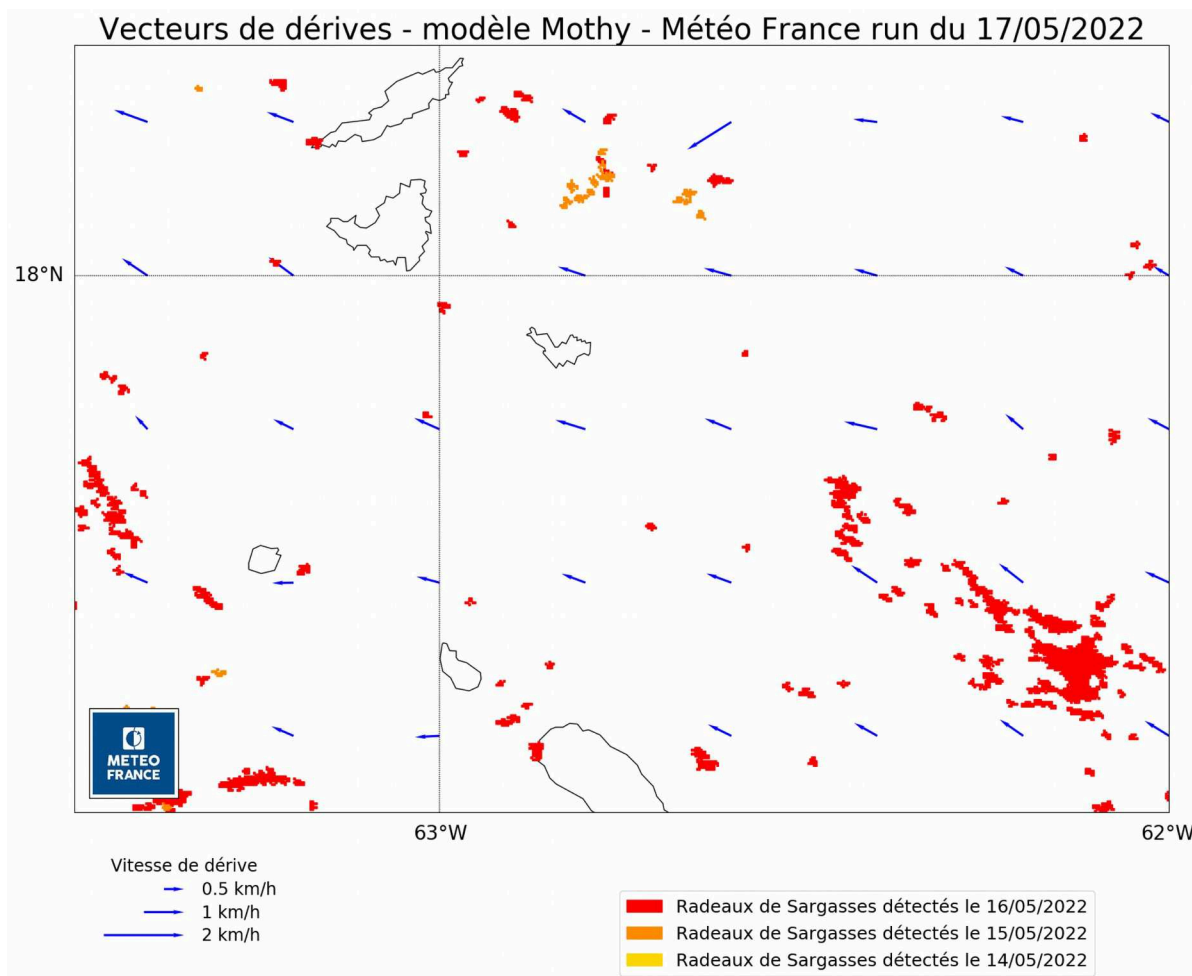 Vecteurs de dérives - modèle Mothy - Météo France run du 17/05/2022
18°N
METEO
FRANCE
63°W
62°W
Vitesse de dérive
0.5 km/h
1 km/h
2 km/h
Radeaux de Sargasses détectés le 16/05/2022
Radeaux de Sargasses détectés le 15/05/2022
Radeaux de Sargasses détectés le 14/05/2022